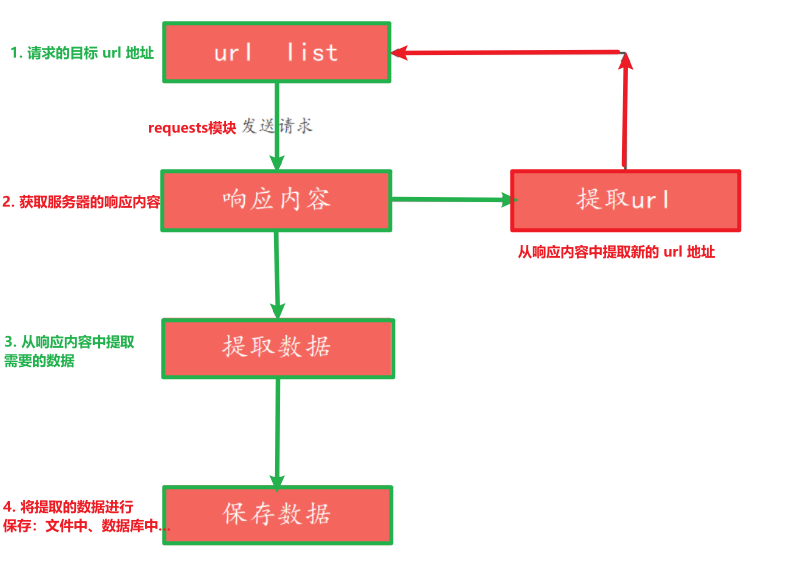 1. 请求的目标 url 地址
url list
requests模块 发送请求
2. 获取服务器的响应内容
响应内容
提取url
从响应内容中提取新的 url 地址
3. 从响应内容中提取
需要的数据
提取数据
4. 将提取的数据进行
保存：文件中、数据库中...
保存数据